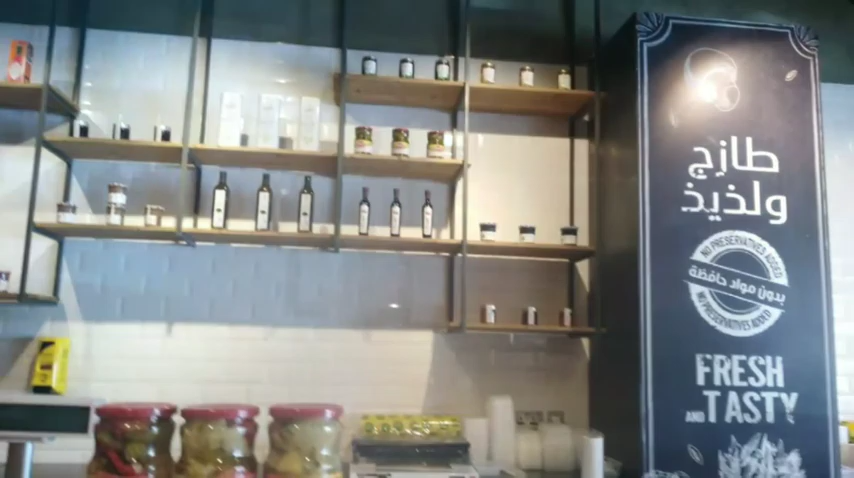 طازج
ولذيذ
NO PRESERVATIVES ADDED
بدون مواد حافظة
NO PRESERVATIVES ADDED
FRESH
AND TASTY